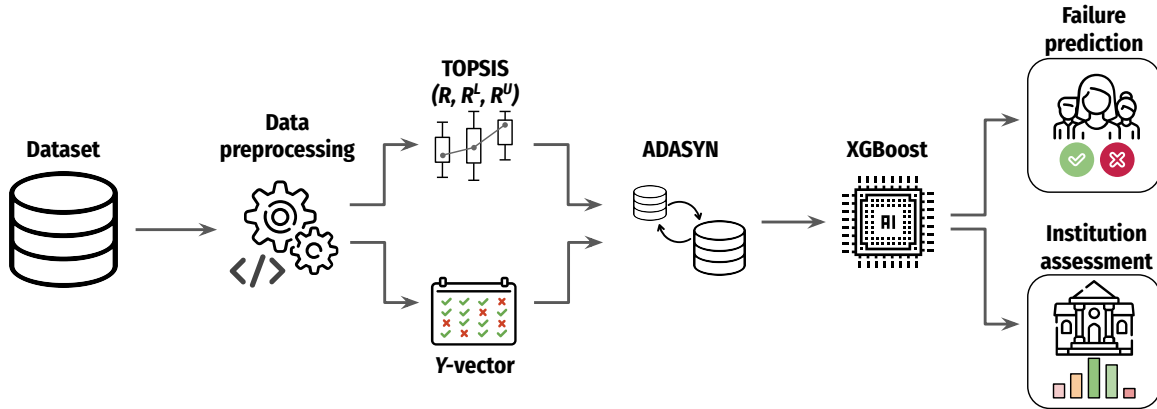 Dataset
Data
preprocessing
</>
TOPSIS
(R, R^L, R^U)
Y-vector
ADASYN
XGBoost
AI
Failure
prediction
Institution
assessment